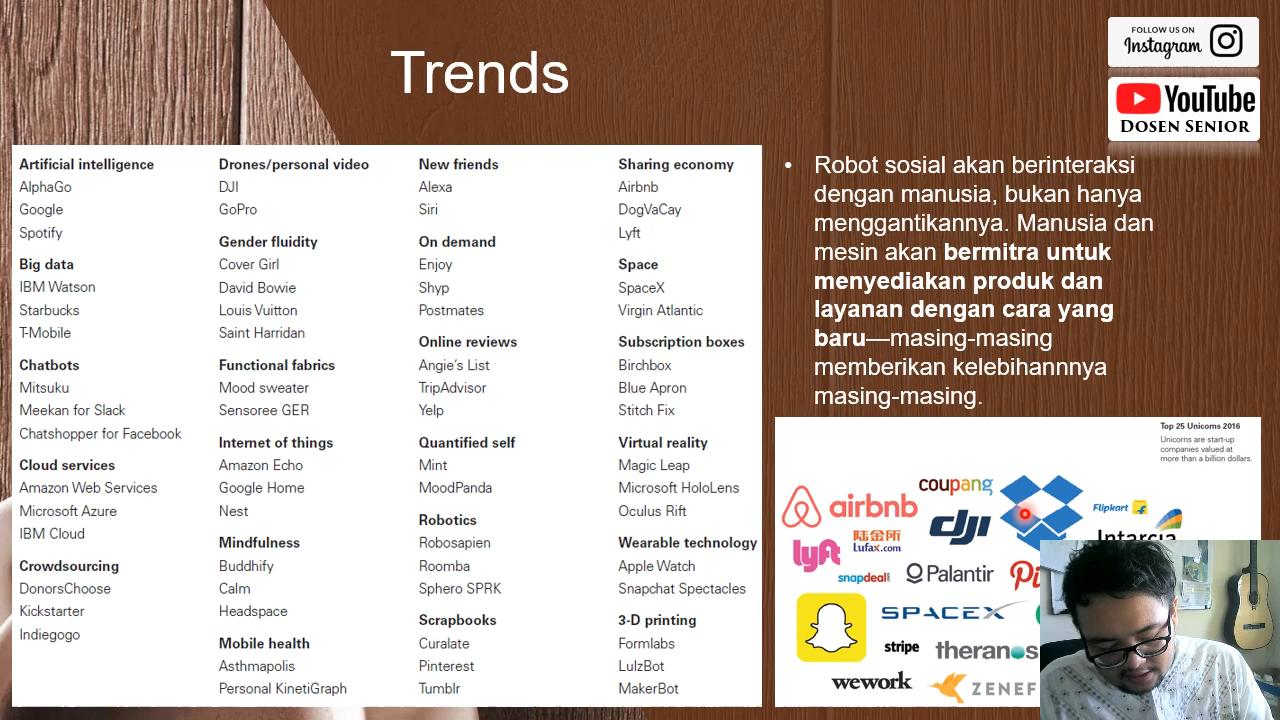 Trends
FOLLOW US ON
Instagram
YouTube
DOSEN SENIOR
Artificial intelligence
AlphaGo
Google
Spotify
Big data
IBM Watson
Starbucks
T-Mobile
Chatbots
Mitsuku
Meekan for Slack
Chatshopper for Facebook
Cloud services
Amazon Web Services
Microsoft Azure
IBM Cloud
Crowdsourcing
DonorsChoose
Kickstarter
Indiegogo
Drones/personal video
DJI
GoPro
Gender fluidity
Cover Girl
David Bowie
Louis Vuitton
Saint Harridan
Functional fabrics
Mood sweater
Sensoree GER
Internet of things
Amazon Echo
Google Home
Nest
Mindfulness
Buddhify
Calm
Headspace
Mobile health
Asthmapolis
Personal KinetiGraph
New friends
Alexa
Siri
On demand
Enjoy
Shyp
Postmates
Online reviews
Angie's List
TripAdvisor
Yelp
Quantified self
Mint
MoodPanda
Robotics
Robosapien
Roomba
Sphero SPRK
Scrapbooks
Curalate
Pinterest
Tumblr
Sharing economy
Airbnb
DogVaCay
Lyft
Space
SpaceX
Virgin Atlantic
Subscription boxes
Birchbox
Blue Apron
Stitch Fix
Virtual reality
Magic Leap
Microsoft HoloLens
Oculus Rift
Wearable technology
Apple Watch
Snapchat Spectacles
3-D printing
Formlabs
LulzBot
MakerBot
• Robot sosial akan berinteraksi
dengan manusia, bukan hanya
menggantikannya. Manusia dan
mesin akan bermitra untuk
menyediakan produk dan
layanan dengan cara yang
baru—masing-masing
memberikan kelebihannnya
masing-masing.
Top 25 Unicorns 2016
Unicorns are start-up
companies valued at
more than a billion dollars.
coupang
airbnb
dji
Flipkart
Intarcia
lyft
陆金所
Lufax.com
snapdeal
Palantir
Pi
SPACEX
stripe
theranos
wework
ZENEF